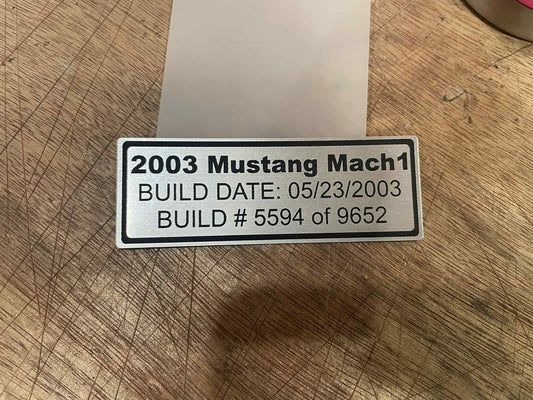 2003 Mustang Mach1
BUILD DATE: 05/23/2003
BUILD # 5594 of 9652